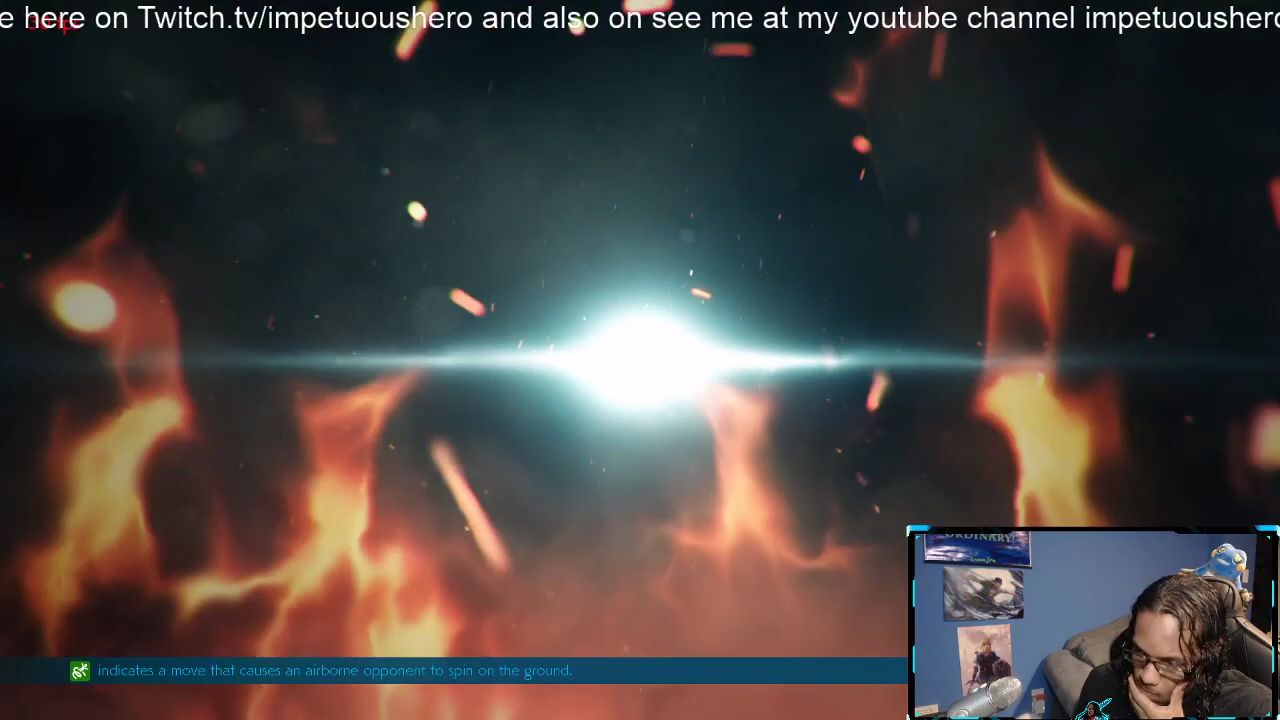 e here on Twitch.tv/impetuoushero and also on see me at my youtube channel impetuoushero
indicates a move that causes an airborne opponent to spin on the ground.
ORDINARY